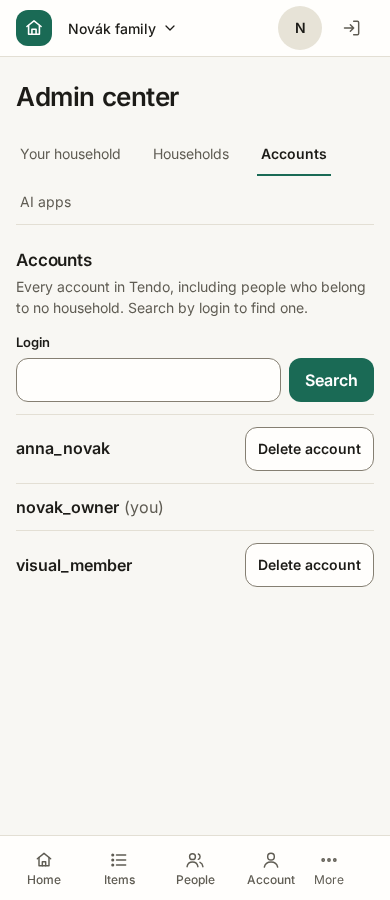 Novák family
N
Admin center
Your household
Households
Accounts
AI apps
Accounts
Every account in Tendo, including people who belong
to no household. Search by login to find one.
Login
Search
anna_novak
Delete account
novak_owner (you)
visual_member
Delete account
Home
Items
People
Account
More